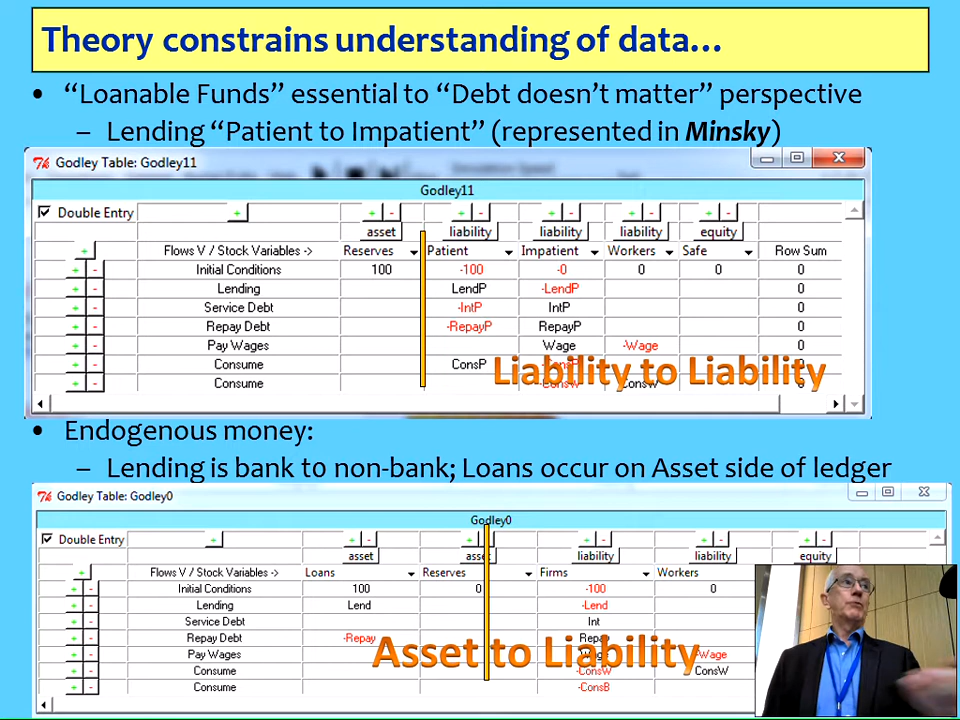 Theory constrains understanding of data…
• "Loanable Funds" essential to "Debt doesn't matter" perspective
– Lending "Patient to Impatient" (represented in Minsky)
Godley Table: Godley11
Godley11
Double Entry + + - + - + - + - + -
asset liability liability liability equity
+ Flows V / Stock Variables -> Reserves Patient Impatient Workers Safe Row Sum
+ - Initial Conditions 100 -100 -0 0 0 0
+ - Lending LendP -LendP 0
+ - Service Debt -IntP IntP 0
+ - Repay Debt -RepayP RepayP 0
+ - Pay Wages Wage -Wage 0
+ - Consume ConsP 0
+ - Consume ConsW 0
Liability to Liability
• Endogenous money:
– Lending is bank t0 non-bank; Loans occur on Asset side of ledger
Godley Table: Godley0
Godley0
Double Entry + + - + - + - + - + -
asset asset liability liability equity
+ Flows V / Stock Variables -> Loans Reserves Firms Workers
+ - Initial Conditions 100 0 -100 0
+ - Lending Lend -Lend
+ - Service Debt Int
+ - Repay Debt -Repay Repay
+ - Pay Wages -Wage
+ - Consume -ConsW ConsW
+ - Consume -ConsB
Asset to Liability